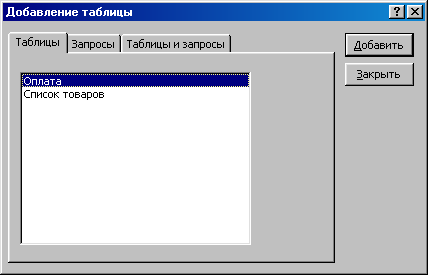 Добавление таблицы
Таблицы Запросы Таблицы и запросы
Добавить
Закрыть
Оплата
Список товаров